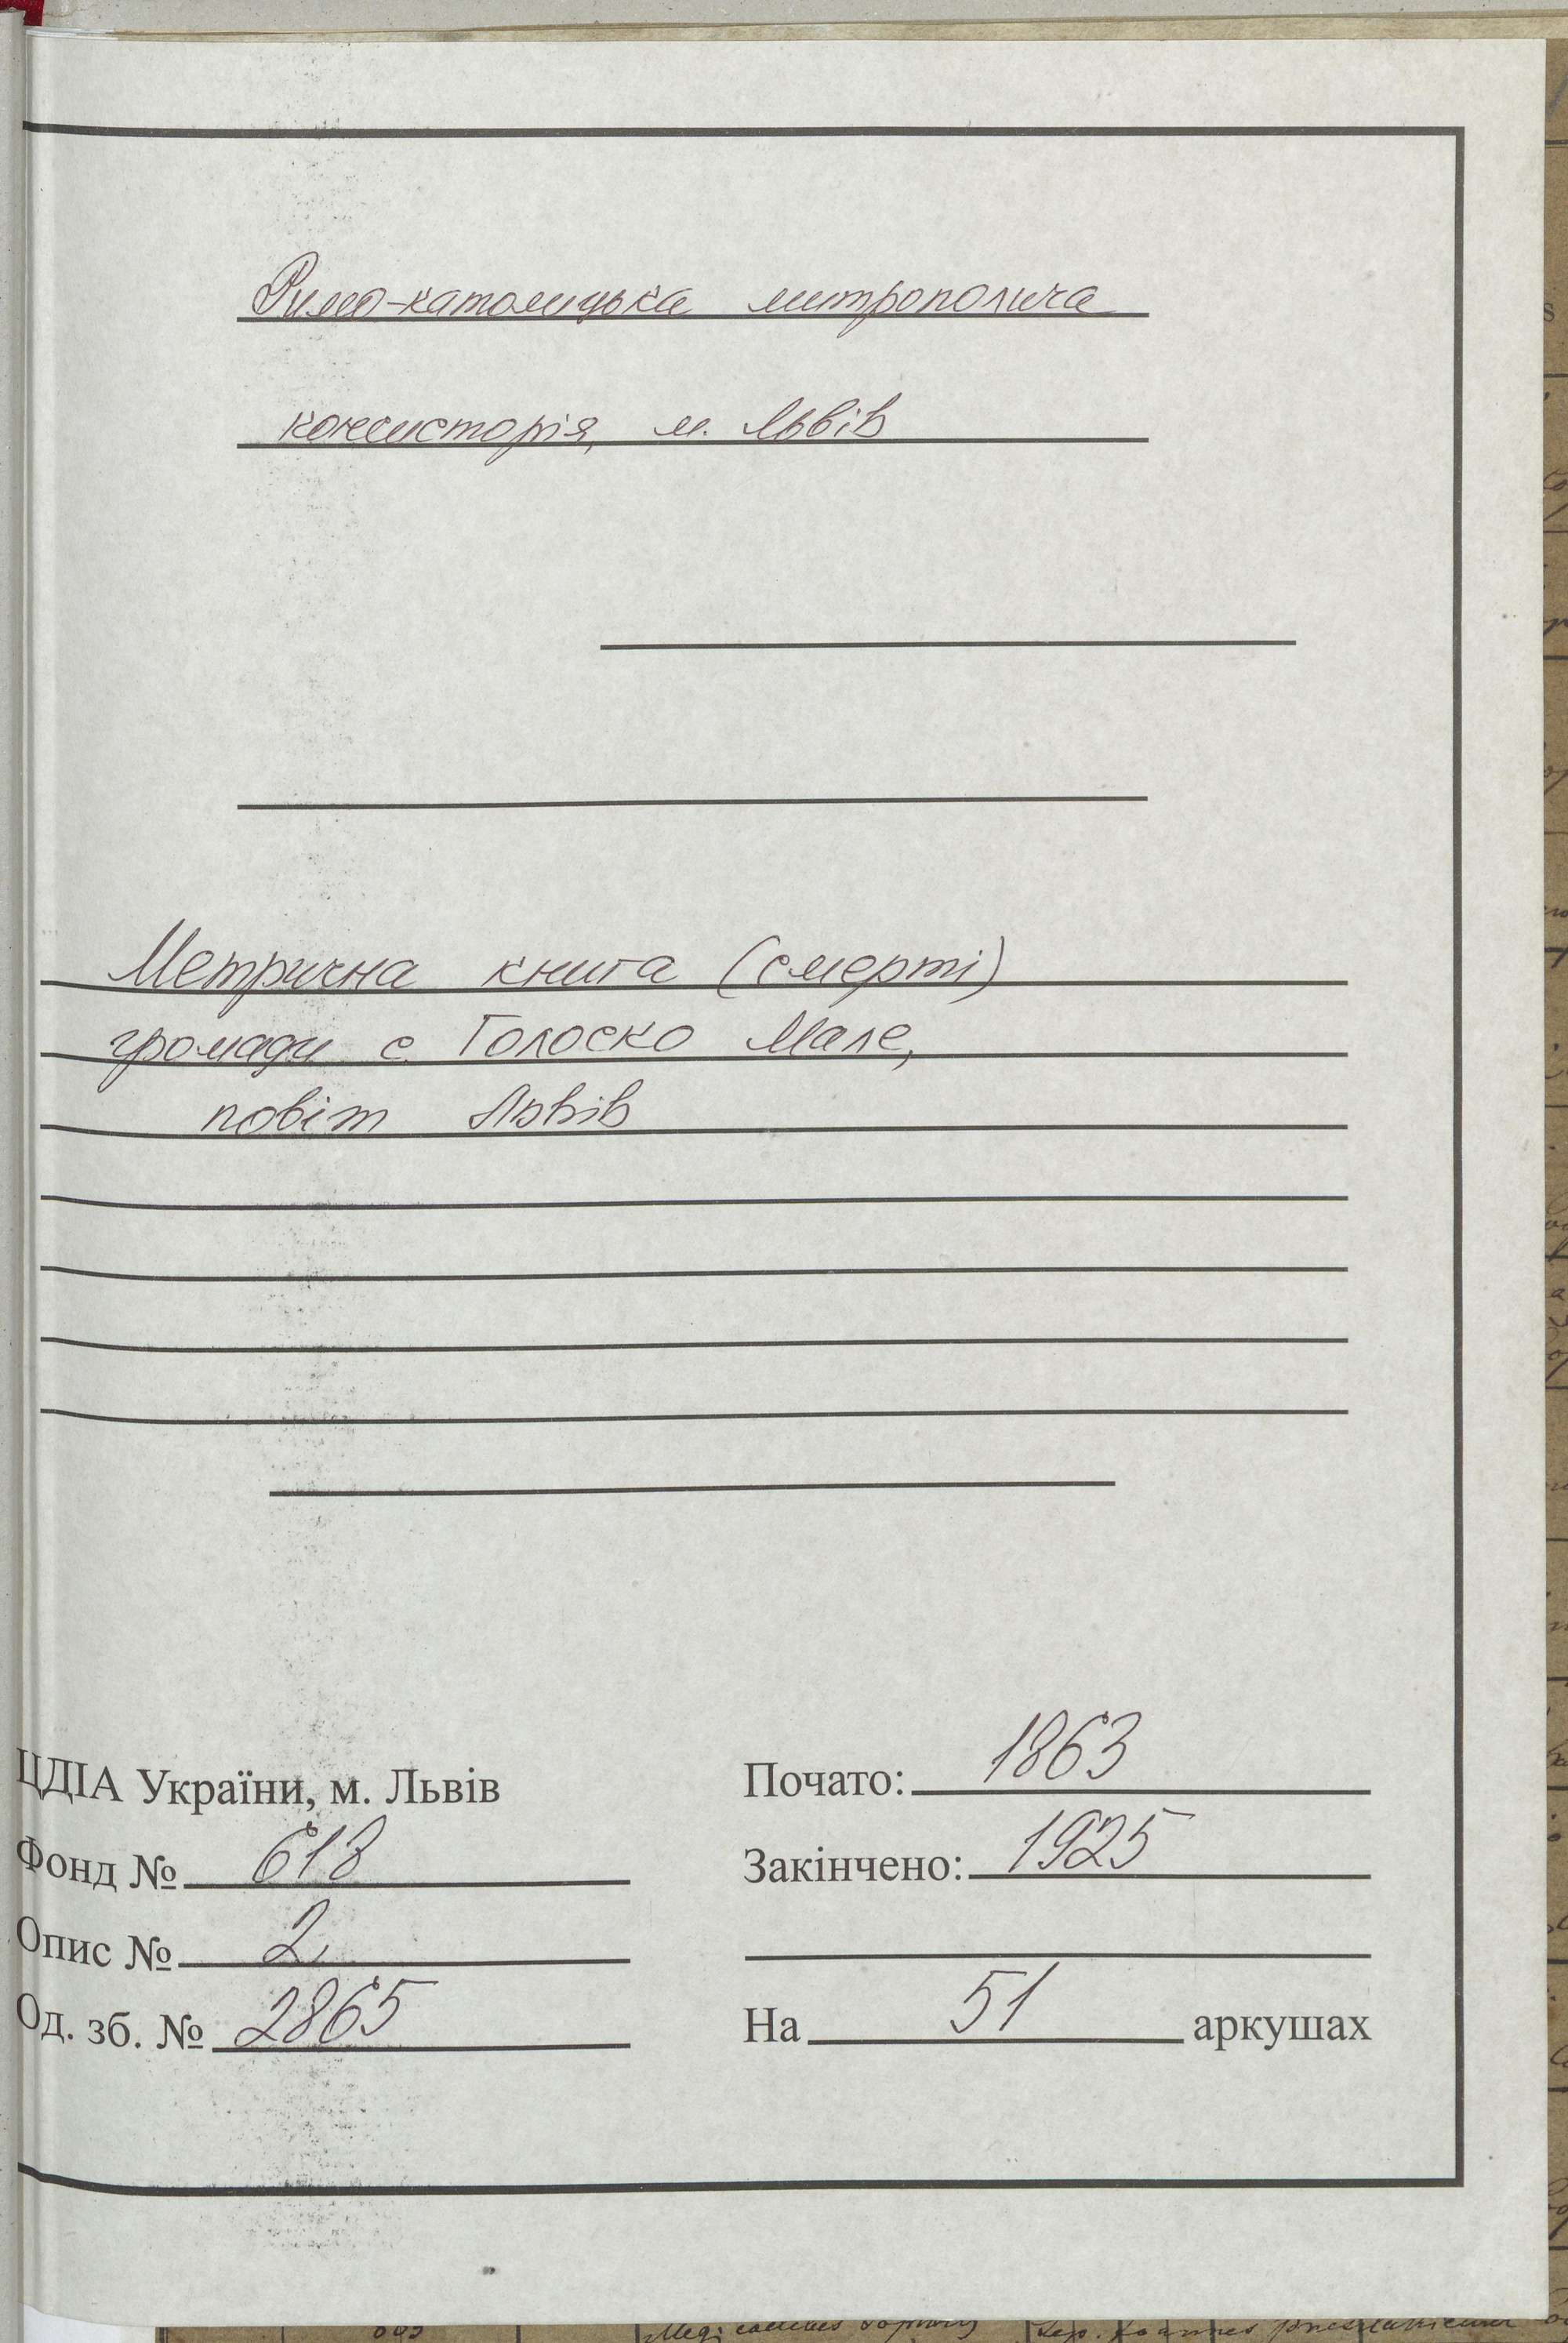 Римо-католицька митрополича
консисторія, м. Львів
Метрична книга (смерті)
громади с. Голоско Мале,
повіт Львів
ЦДІА України, м. Львів
Фонд № 618
Опис № 2
Од. зб. № 2865
Почато: 1863
Закінчено: 1925
На 51 аркушах